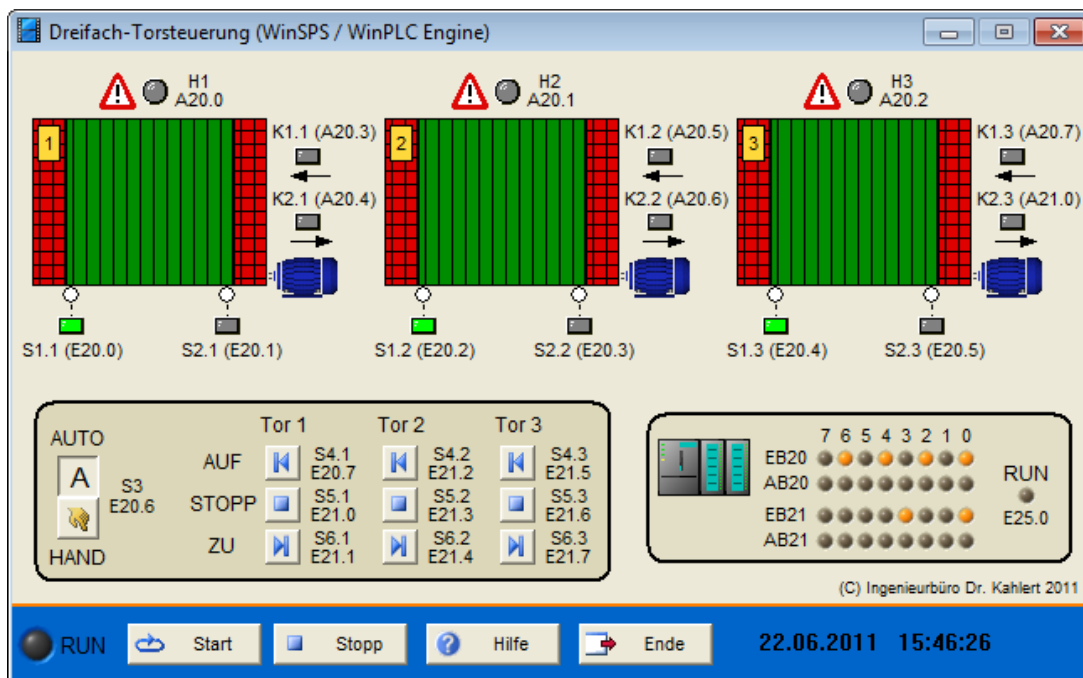 Dreifach-Torsteuerung (WinSPS / WinPLC Engine)
H1
A20.0
H2
A20.1
H3
A20.2
1
K1.1 (A20.3)
K2.1 (A20.4)
2
K1.2 (A20.5)
K2.2 (A20.6)
3
K1.3 (A20.7)
K2.3 (A21.0)
S1.1 (E20.0)
S2.1 (E20.1)
S1.2 (E20.2)
S2.2 (E20.3)
S1.3 (E20.4)
S2.3 (E20.5)
AUTO
A
S3
E20.6
HAND
Tor 1 Tor 2 Tor 3
AUF
S4.1
E20.7
S4.2
E21.2
S4.3
E21.5
STOPP
S5.1
E21.0
S5.2
E21.3
S5.3
E21.6
ZU
S6.1
E21.1
S6.2
E21.4
S6.3
E21.7
7 6 5 4 3 2 1 0
EB20
AB20
EB21
AB21
RUN
E25.0
(C) Ingenieurbüro Dr. Kahlert 2011
RUN
Start
Stopp
? Hilfe
Ende
22.06.2011 15:46:26